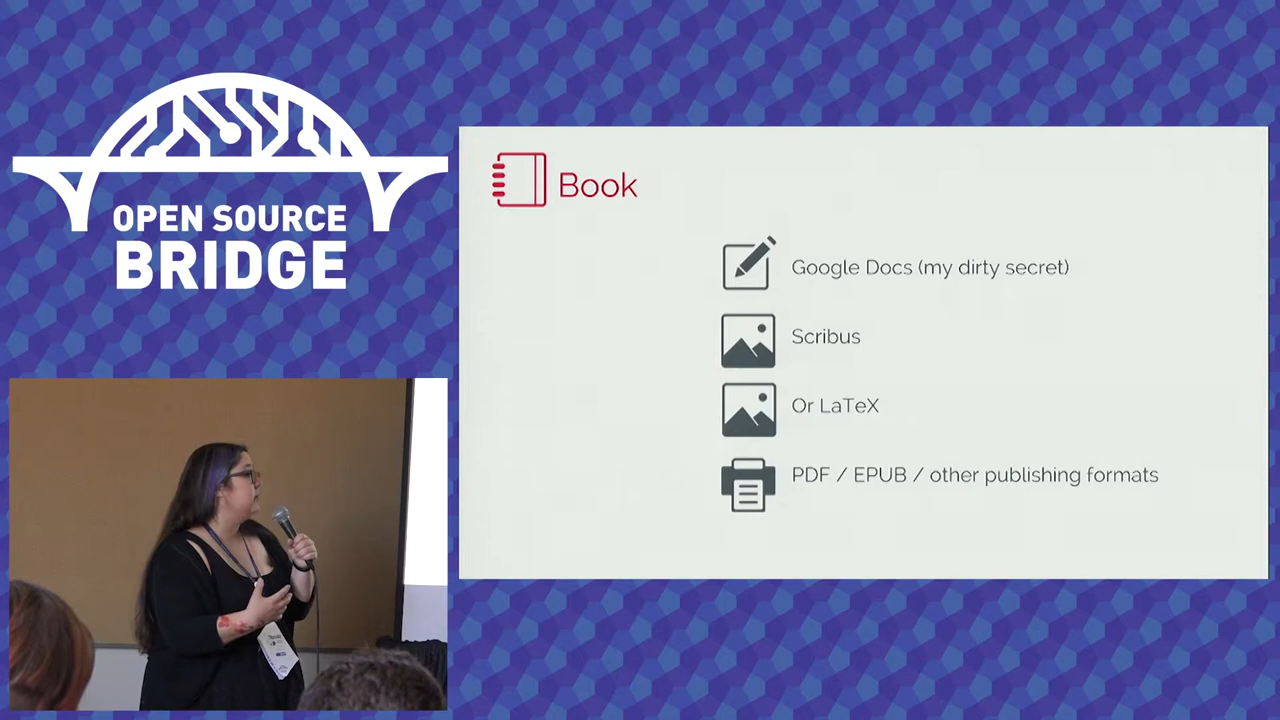 OPEN SOURCE
BRIDGE
Book
Google Docs (my dirty secret)
Scribus
Or LaTeX
PDF / EPUB / other publishing formats